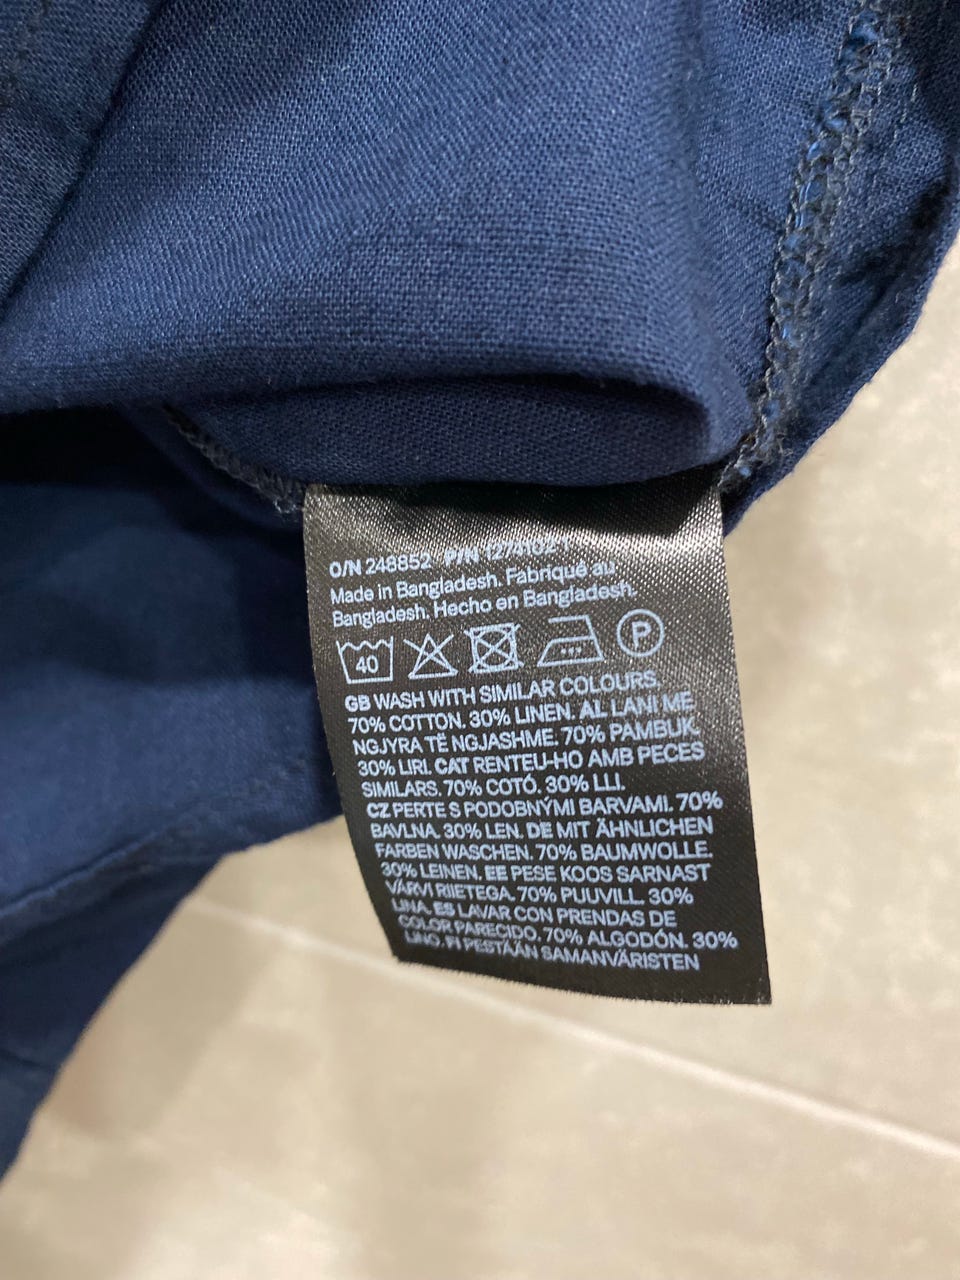 O/N 248852 P/N 1274102-1
Made in Bangladesh. Fabriqué au
Bangladesh. Hecho en Bangladesh.
40 P
GB WASH WITH SIMILAR COLOURS.
70% COTTON. 30% LINEN. AL LANI ME
NGJYRA TË NGJASHME. 70% PAMBUK.
30% LIRI. CAT RENTEU-HO AMB PECES
SIMILARS. 70% COTÓ. 30% LLI.
CZ PERTE S PODOBNÝMI BARVAMI. 70%
BAVLNA. 30% LEN. DE MIT ÄHNLICHEN
FARBEN WASCHEN. 70% BAUMWOLLE.
30% LEINEN. EE PESE KOOS SARNAST
VÄRVI RIIETEGA. 70% PUUVILL. 30%
LINA. ES LAVAR CON PRENDAS DE
COLOR PARECIDO. 70% ALGODÓN. 30%
LINO. FI PESTÄÄN SAMANVÄRISTEN